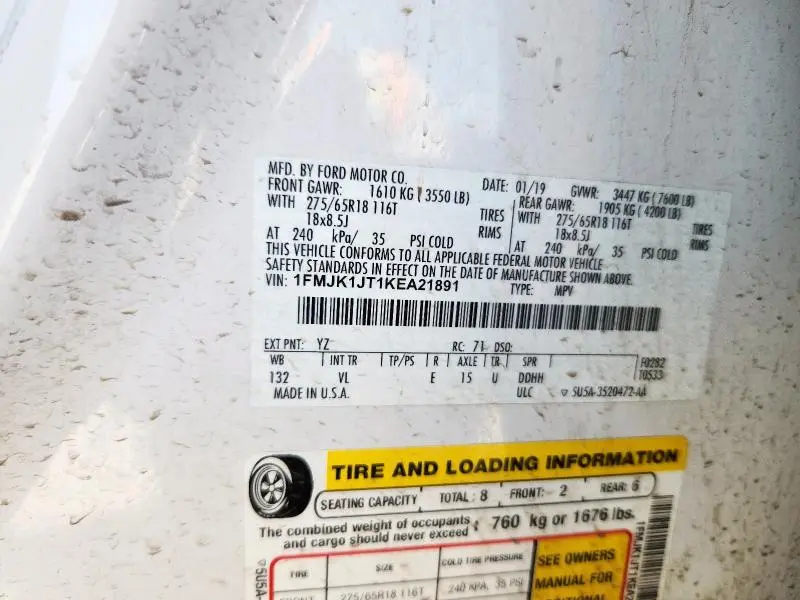 MFD. BY FORD MOTOR CO.
DATE: 01/19 GVWR: 3447 KG ( 7600 LB)
FRONT GAWR: 1610 KG ( 3550 LB) REAR GAWR: 1905 KG ( 4200 LB)
WITH 275/65R18 116T TIRES WITH 275/65R18 116T TIRES
18x8.5J RIMS 18x8.5J RIMS
AT 240 kPa/ 35 PSI COLD AT 240 kPa/ 35 PSI COLD
THIS VEHICLE CONFORMS TO ALL APPLICABLE FEDERAL MOTOR VEHICLE
SAFETY STANDARDS IN EFFECT ON THE DATE OF MANUFACTURE SHOWN ABOVE.
VIN: 1FMJK1JT1KEA21891 TYPE: MPV
EXT PNT: YZ RC: 71 DSO:
WB INT TR TP/PS R AXLE TR SPR F0282
132 VL E 15 U DDHH T0533
MADE IN U.S.A. ULC 5U5A-3520472-AA
TIRE AND LOADING INFORMATION
SEATING CAPACITY TOTAL: 8 FRONT: 2 REAR: 6
The combined weight of occupants
and cargo should never exceed : 760 kg or 1676 lbs.
TIRE SIZE COLD TIRE PRESSURE
FRONT 275/65R18 116T 240 KPA, 35 PSI
SEE OWNERS
MANUAL FOR
5U5A-